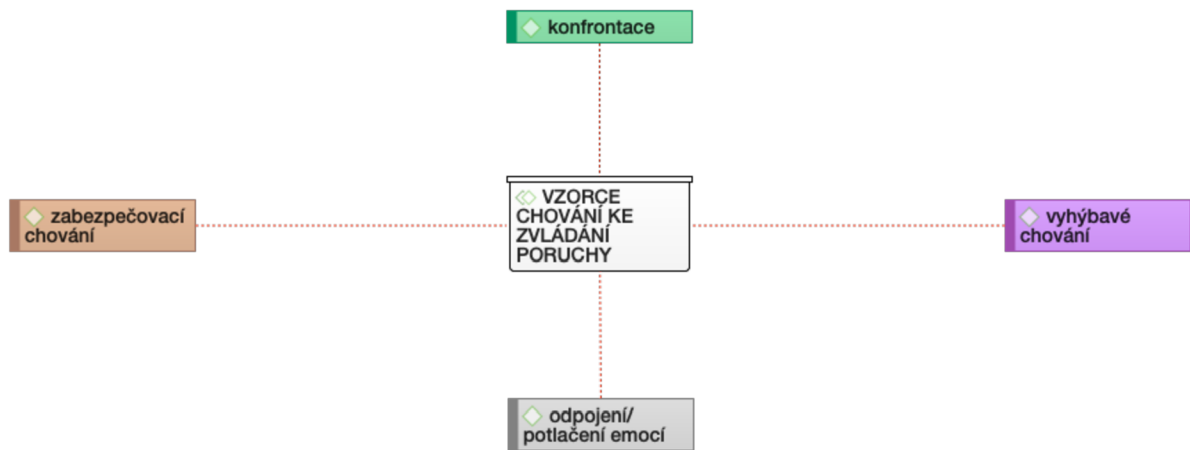 konfrontace
zabezpečovací
chování
VZORCE
CHOVÁNÍ KE
ZVLÁDÁNÍ
PORUCHY
vyhýbavé
chování
odpojení/
potlačení emocí